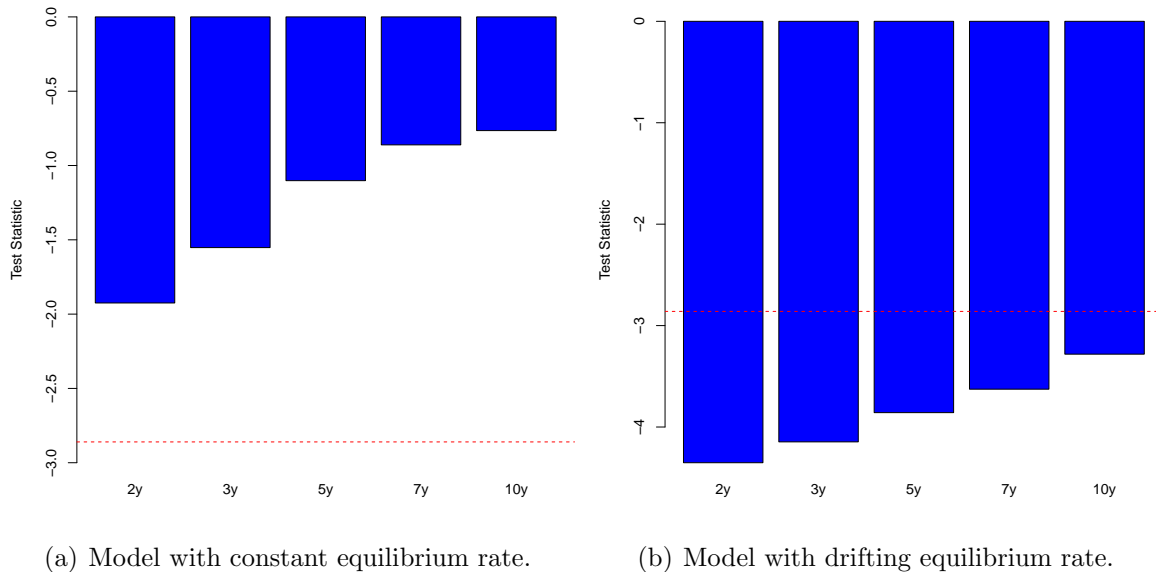 Test Statistic
0.0
−0.5
−1.0
−1.5
−2.0
−2.5
−3.0
2y 3y 5y 7y 10y
(a) Model with constant equilibrium rate.
Test Statistic
0
−1
−2
−3
−4
2y 3y 5y 7y 10y
(b) Model with drifting equilibrium rate.